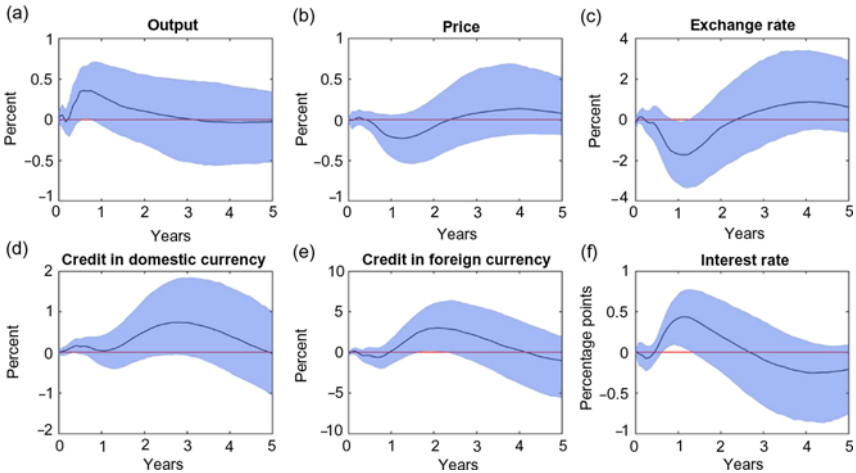 (a)
Output
1
0.5
0
−0.5
−1
Percent
0 1 2 3 4 5
Years
(b)
Price
1
0.5
0
−0.5
1
Percent
0 1 2 3 4 5
Years
(c)
Exchange rate
4
2
0
−2
−4
Percent
0 1 2 3 4 5
Years
(d)
Credit in domestic currency
2
1
0
−1
−2
Percent
0 1 2 3 4 5
Years
(e)
Credit in foreign currency
10
5
0
−5
−10
Percent
0 1 2 3 4 5
Years
(f)
Interest rate
1
0.5
0
−0.5
−1
Percentage points
0 1 2 3 4 5
Years